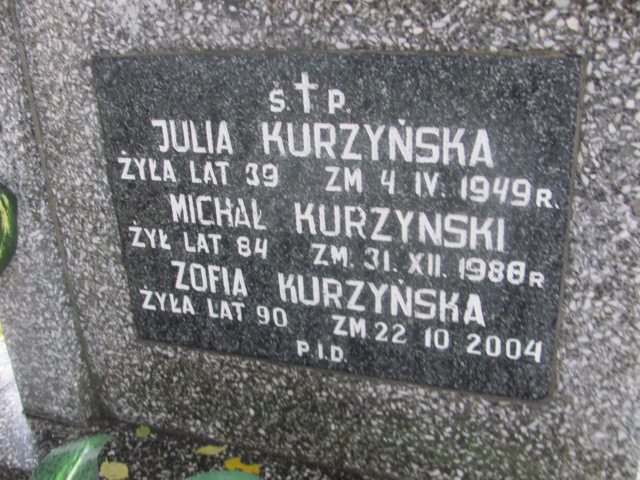 Ś.†P.
JULIA KURZYŃSKA
ŻYŁA LAT 39 ZM 4. IV. 1949 R.
MICHAŁ KURZYNSKI
ŻYŁ LAT 84 ZM. 31. XII. 1988 R
ZOFIA KURZYŃSKA
ŻYŁA LAT 90 ZM 22 10 2004
P.I.D.